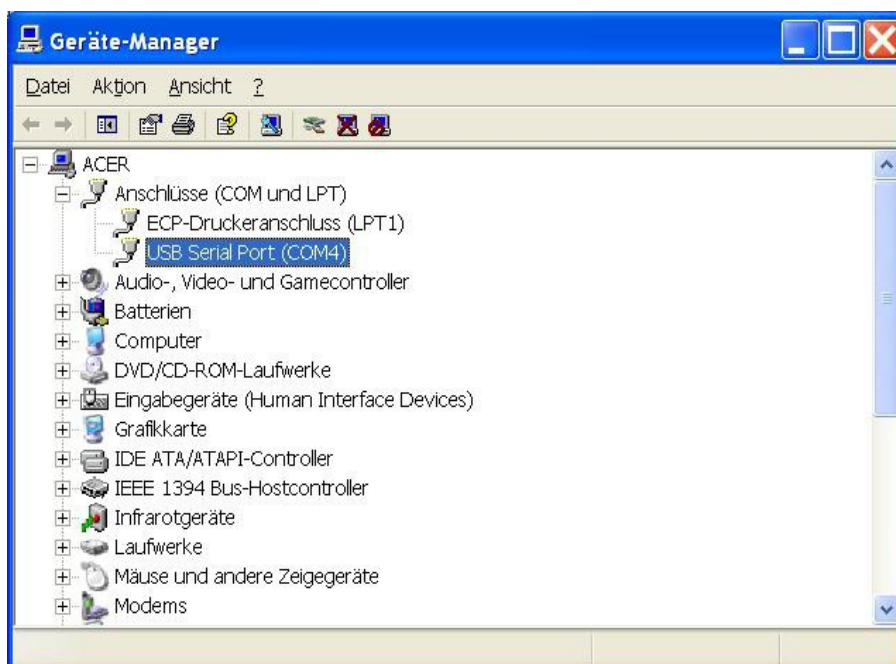 Geräte-Manager
Datei Aktion Ansicht ?
ACER
Anschlüsse (COM und LPT)
ECP-Druckeranschluss (LPT1)
USB Serial Port (COM4)
Audio-, Video- und Gamecontroller
Batterien
Computer
DVD/CD-ROM-Laufwerke
Eingabegeräte (Human Interface Devices)
Grafikkarte
IDE ATA/ATAPI-Controller
IEEE 1394 Bus-Hostcontroller
Infrarotgeräte
Laufwerke
Mäuse und andere Zeigegeräte
Modems